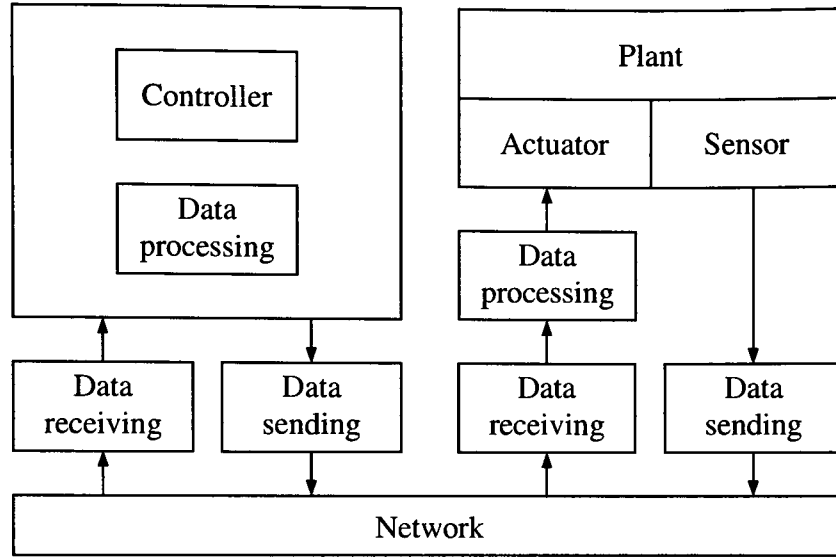 Controller
Data
processing
Plant
Actuator
Sensor
Data
processing
Data
receiving
Data
sending
Data
receiving
Data
sending
Network